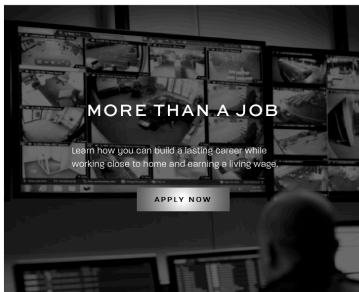 MORE THAN A JOB
Learn how you can build a lasting career while
working close to home and earning a living wage.
APPLY NOW